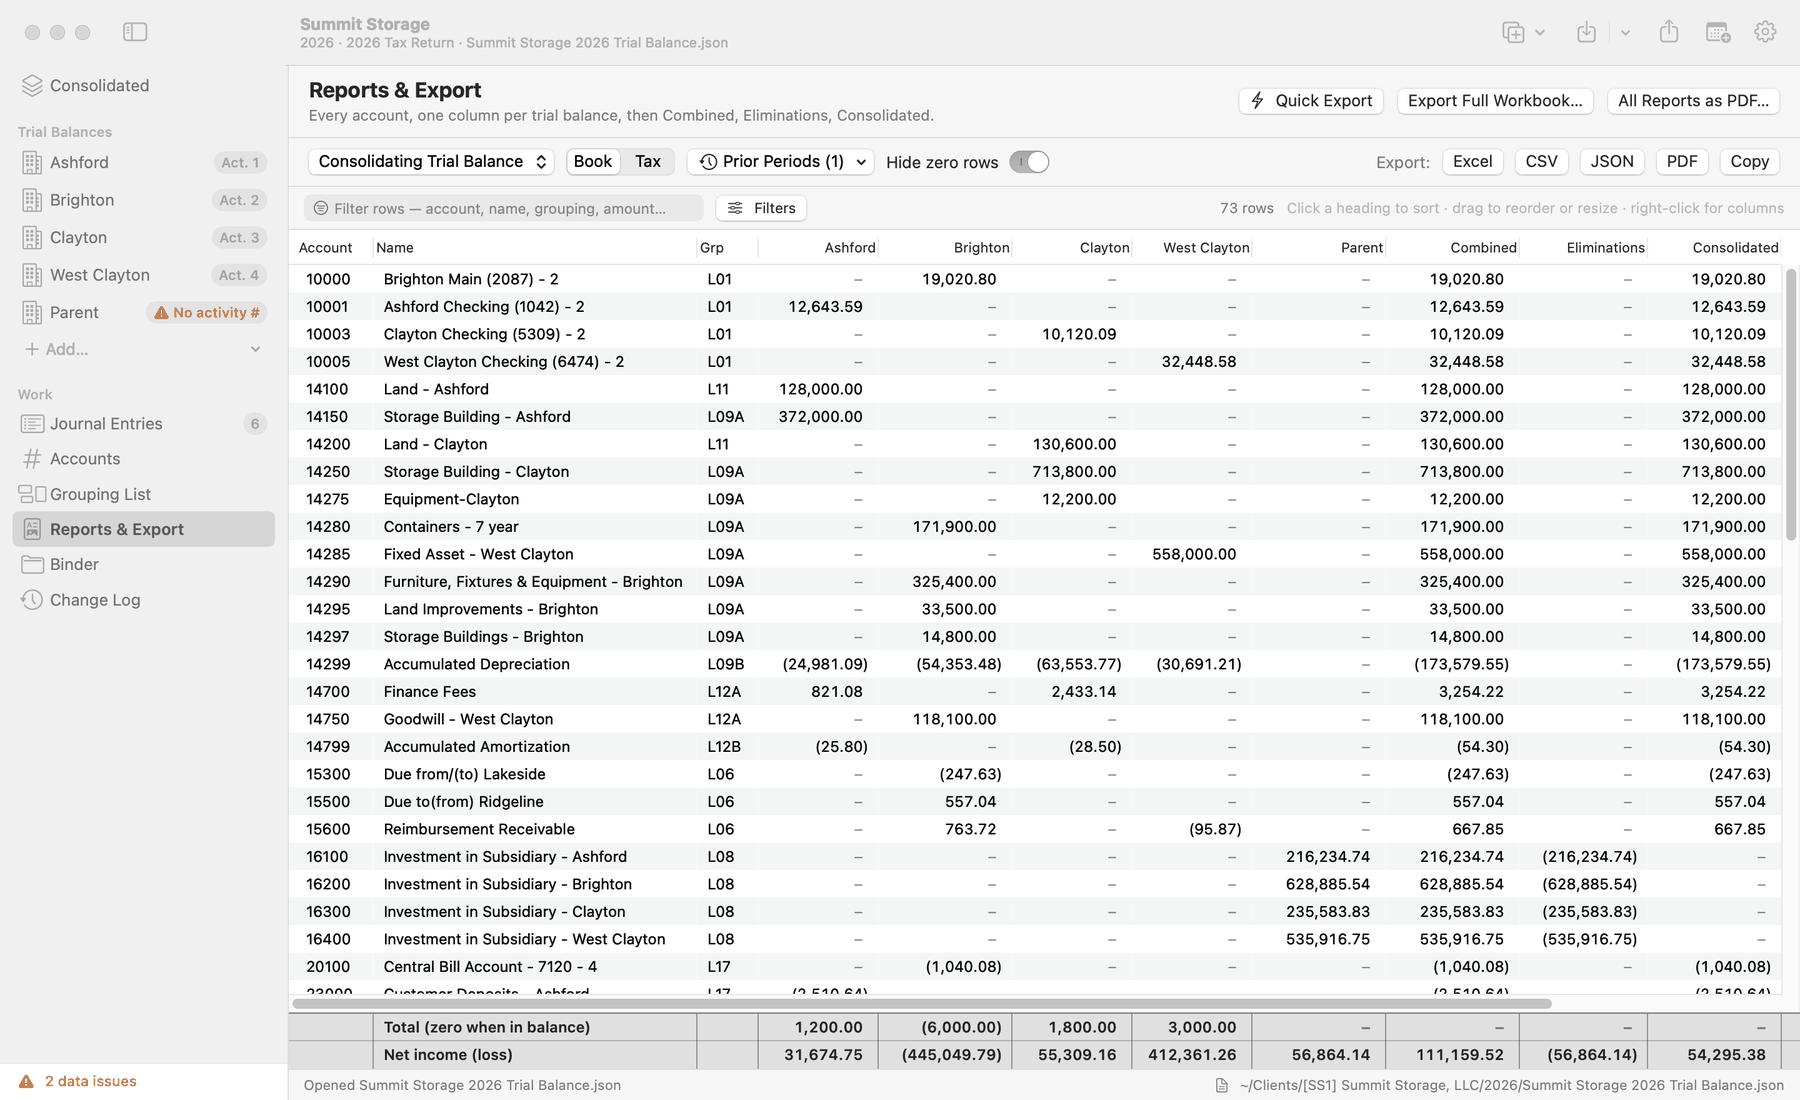 Summit Storage
2026 · 2026 Tax Return · Summit Storage 2026 Trial Balance.json
Consolidated
Trial Balances
Ashford Act. 1
Brighton Act. 2
Clayton Act. 3
West Clayton Act. 4
Parent No activity #
+ Add...
Work
Journal Entries 6
Accounts
Grouping List
Reports & Export
Binder
Change Log
2 data issues
Reports & Export
Every account, one column per trial balance, then Combined, Eliminations, Consolidated.
Quick Export Export Full Workbook... All Reports as PDF...
Consolidating Trial Balance Book Tax Prior Periods (1) Hide zero rows Export: Excel CSV JSON PDF Copy
Filter rows — account, name, grouping, amount... Filters 73 rows Click a heading to sort · drag to reorder or resize · right-click for columns
Account Name Grp Ashford Brighton Clayton West Clayton Parent Combined Eliminations Consolidated
10000 Brighton Main (2087) - 2 L01 – 19,020.80 – – – 19,020.80 – 19,020.80
10001 Ashford Checking (1042) - 2 L01 12,643.59 – – – – 12,643.59 – 12,643.59
10003 Clayton Checking (5309) - 2 L01 – – 10,120.09 – – 10,120.09 – 10,120.09
10005 West Clayton Checking (6474) - 2 L01 – – – 32,448.58 – 32,448.58 – 32,448.58
14100 Land - Ashford L11 128,000.00 – – – – 128,000.00 – 128,000.00
14150 Storage Building - Ashford L09A 372,000.00 – – – – 372,000.00 – 372,000.00
14200 Land - Clayton L11 – – 130,600.00 – – 130,600.00 – 130,600.00
14250 Storage Building - Clayton L09A – – 713,800.00 – – 713,800.00 – 713,800.00
14275 Equipment-Clayton L09A – – 12,200.00 – – 12,200.00 – 12,200.00
14280 Containers - 7 year L09A – 171,900.00 – – – 171,900.00 – 171,900.00
14285 Fixed Asset - West Clayton L09A – – – 558,000.00 – 558,000.00 – 558,000.00
14290 Furniture, Fixtures & Equipment - Brighton L09A – 325,400.00 – – – 325,400.00 – 325,400.00
14295 Land Improvements - Brighton L09A – 33,500.00 – – – 33,500.00 – 33,500.00
14297 Storage Buildings - Brighton L09A – 14,800.00 – – – 14,800.00 – 14,800.00
14299 Accumulated Depreciation L09B (24,981.09) (54,353.48) (63,553.77) (30,691.21) – (173,579.55) – (173,579.55)
14700 Finance Fees L12A 821.08 – 2,433.14 – – 3,254.22 – 3,254.22
14750 Goodwill - West Clayton L12A – 118,100.00 – – – 118,100.00 – 118,100.00
14799 Accumulated Amortization L12B (25.80) – (28.50) – – (54.30) – (54.30)
15300 Due from/(to) Lakeside L06 – (247.63) – – – (247.63) – (247.63)
15500 Due to(from) Ridgeline L06 – 557.04 – – – 557.04 – 557.04
15600 Reimbursement Receivable L06 – 763.72 – (95.87) – 667.85 – 667.85
16100 Investment in Subsidiary - Ashford L08 – – – – 216,234.74 216,234.74 (216,234.74) –
16200 Investment in Subsidiary - Brighton L08 – – – – 628,885.54 628,885.54 (628,885.54) –
16300 Investment in Subsidiary - Clayton L08 – – – – 235,583.83 235,583.83 (235,583.83) –
16400 Investment in Subsidiary - West Clayton L08 – – – – 535,916.75 535,916.75 (535,916.75) –
20100 Central Bill Account - 7120 - 4 L17 – (1,040.08) – – – (1,040.08) – (1,040.08)
23000 Customer Deposits - Ashford L17 (2,510.64) (2,510.64) (2,510.64)
Total (zero when in balance) 1,200.00 (6,000.00) 1,800.00 3,000.00 – – – –
Net income (loss) 31,674.75 (445,049.79) 55,309.16 412,361.26 56,864.14 111,159.52 (56,864.14) 54,295.38
Opened Summit Storage 2026 Trial Balance.json ~/Clients/[SS1] Summit Storage, LLC/2026/Summit Storage 2026 Trial Balance.json